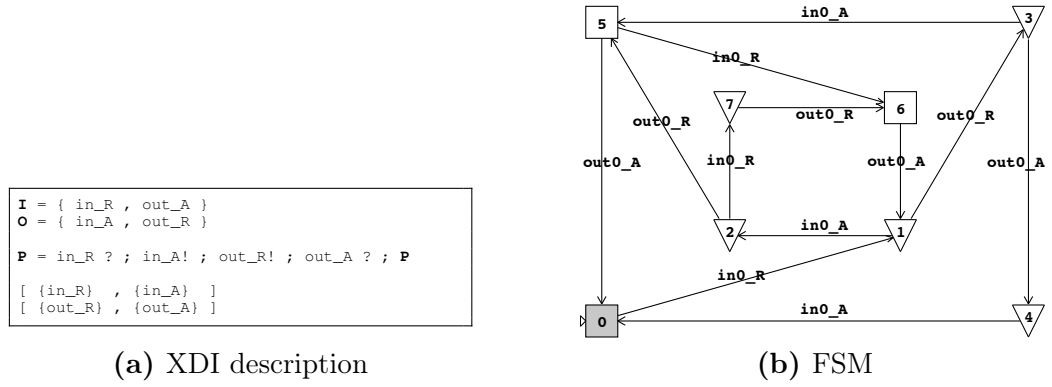 I = { in_R , out_A }
O = { in_A , out_R }
P = in_R ? ; in_A! ; out_R! ; out_A ? ; P
[ {in_R} , {in_A} ]
[ {out_R} , {out_A} ]
(a) XDI description
in0_A
5
3
in0_R
7
6
out0_R
out0_R
out0_R
out0_A
in0_R
out0_A
out0_A
in0_A
2
1
in0_R
in0_A
0
4
(b) FSM